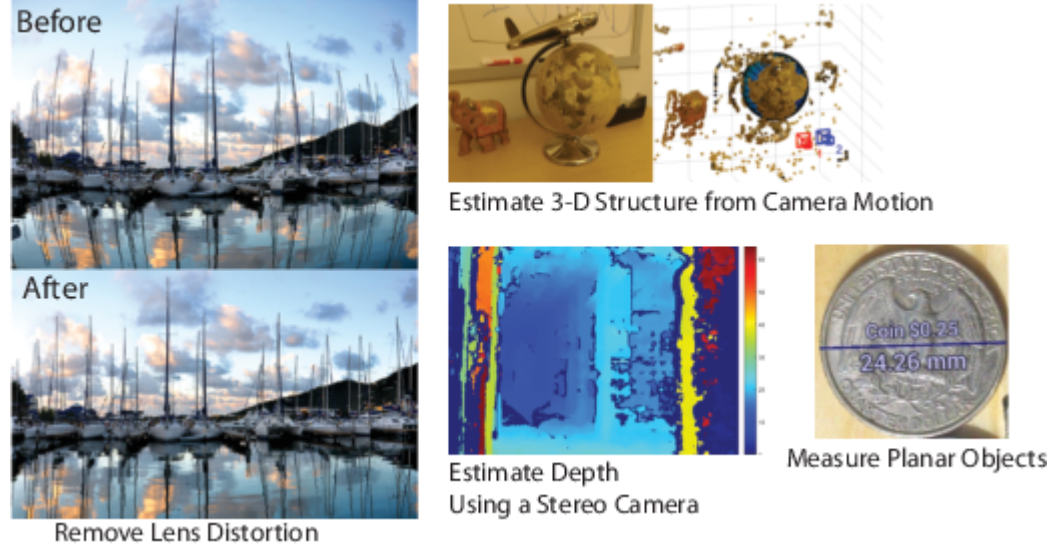 Before
After
Remove Lens Distortion
Estimate 3-D Structure from Camera Motion
Estimate Depth
Using a Stereo Camera
Coin $0.25
24.26 mm
Measure Planar Objects